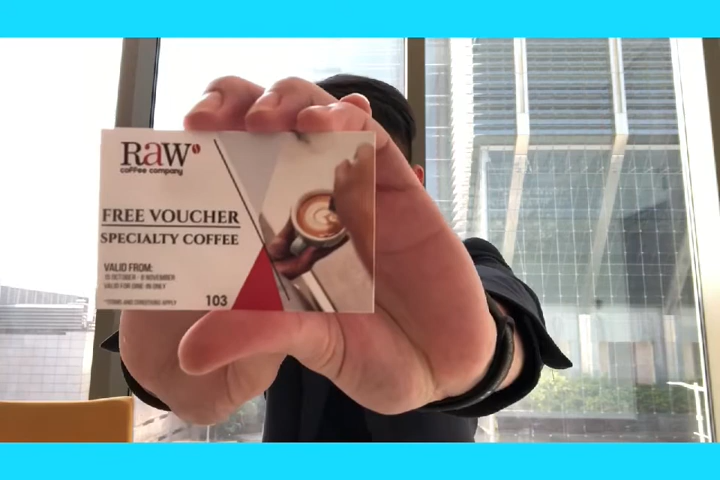 RaW
coffee company
FREE VOUCHER
SPECIALTY COFFEE
VALID FROM:
10 OCTOBER - 8 NOVEMBER
VALID FOR DINE-IN ONLY
*TERMS AND CONDITIONS APPLY
103